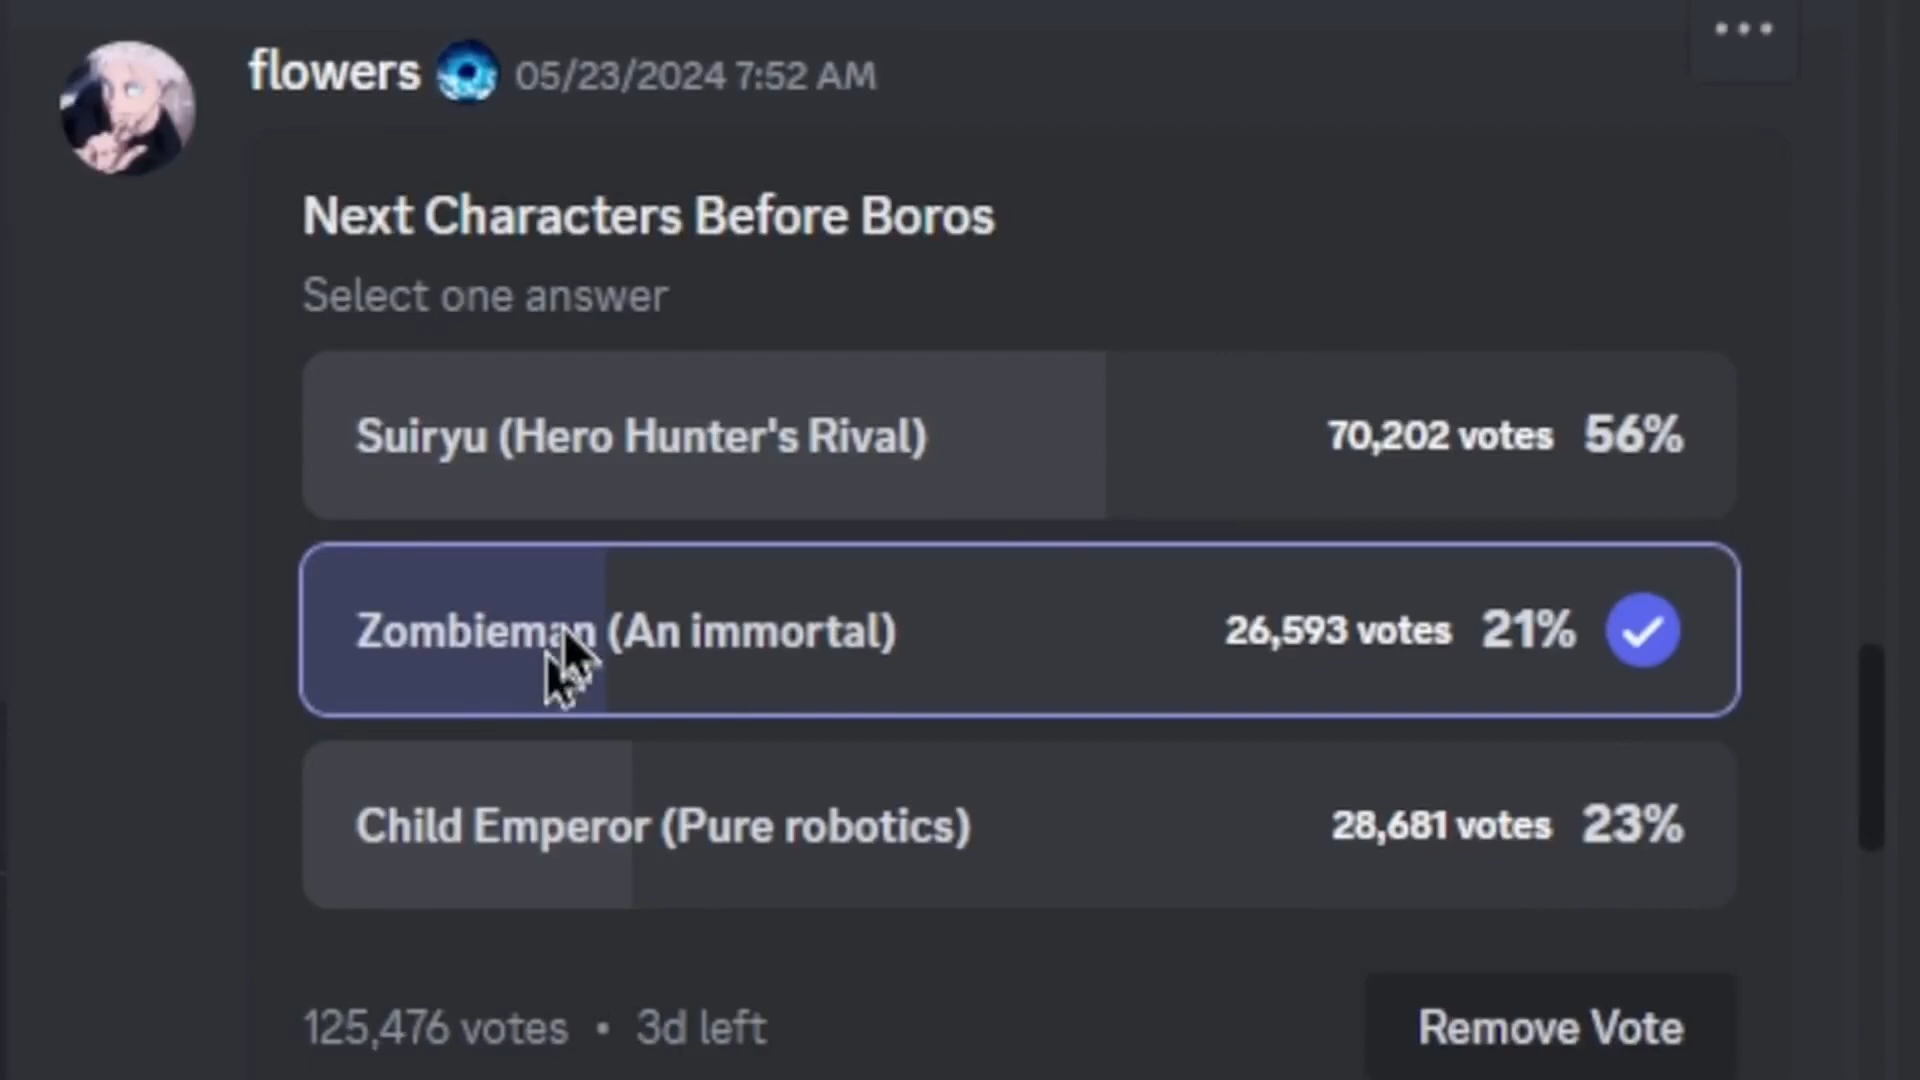 flowers 05/23/2024 7:52 AM
Next Characters Before Boros
Select one answer
Suiryu (Hero Hunter's Rival) 70,202 votes 56%
Zombieman (An immortal) 26,593 votes 21%
Child Emperor (Pure robotics) 28,681 votes 23%
125,476 votes • 3d left Remove Vote